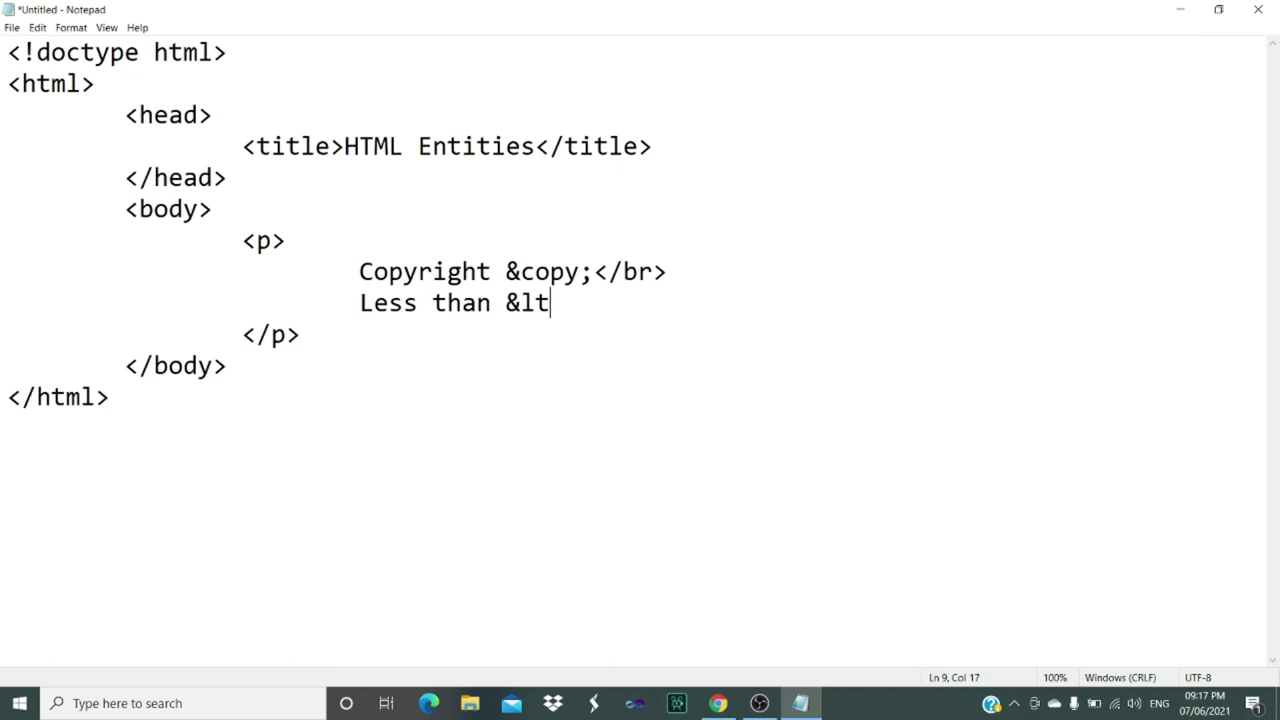 *Untitled - Notepad
File Edit Format View Help
<!doctype html>
<html>
<head>
<title>HTML Entities</title>
</head>
<body>
<p>
Copyright &copy;</br>
Less than &lt
</p>
</body>
</html>
Ln 9, Col 17 100% Windows (CRLF) UTF-8
Type here to search
ENG
09:17 PM
07/06/2021